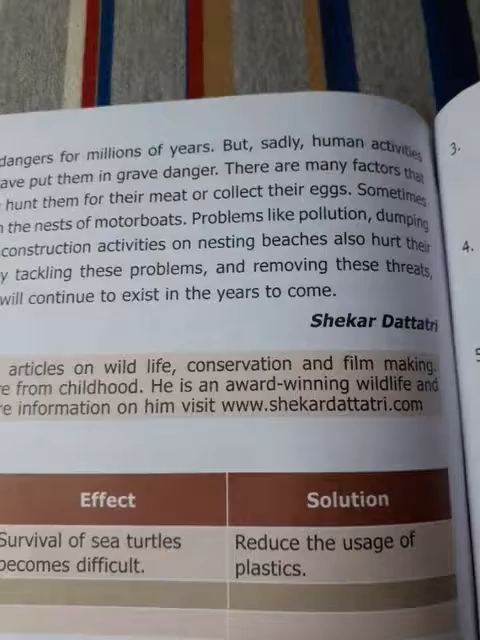 dangers for millions of years. But, sadly, human activities
ave put them in grave danger. There are many factors that
hunt them for their meat or collect their eggs. Sometimes
the nests of motorboats. Problems like pollution, dumping
construction activities on nesting beaches also hurt their
y tackling these problems, and removing these threats,
will continue to exist in the years to come.
Shekar Dattatri
articles on wild life, conservation and film making.
re from childhood. He is an award-winning wildlife and
re information on him visit www.shekardattatri.com
Effect Solution
Survival of sea turtles Reduce the usage of
becomes difficult. plastics.
3.
4.